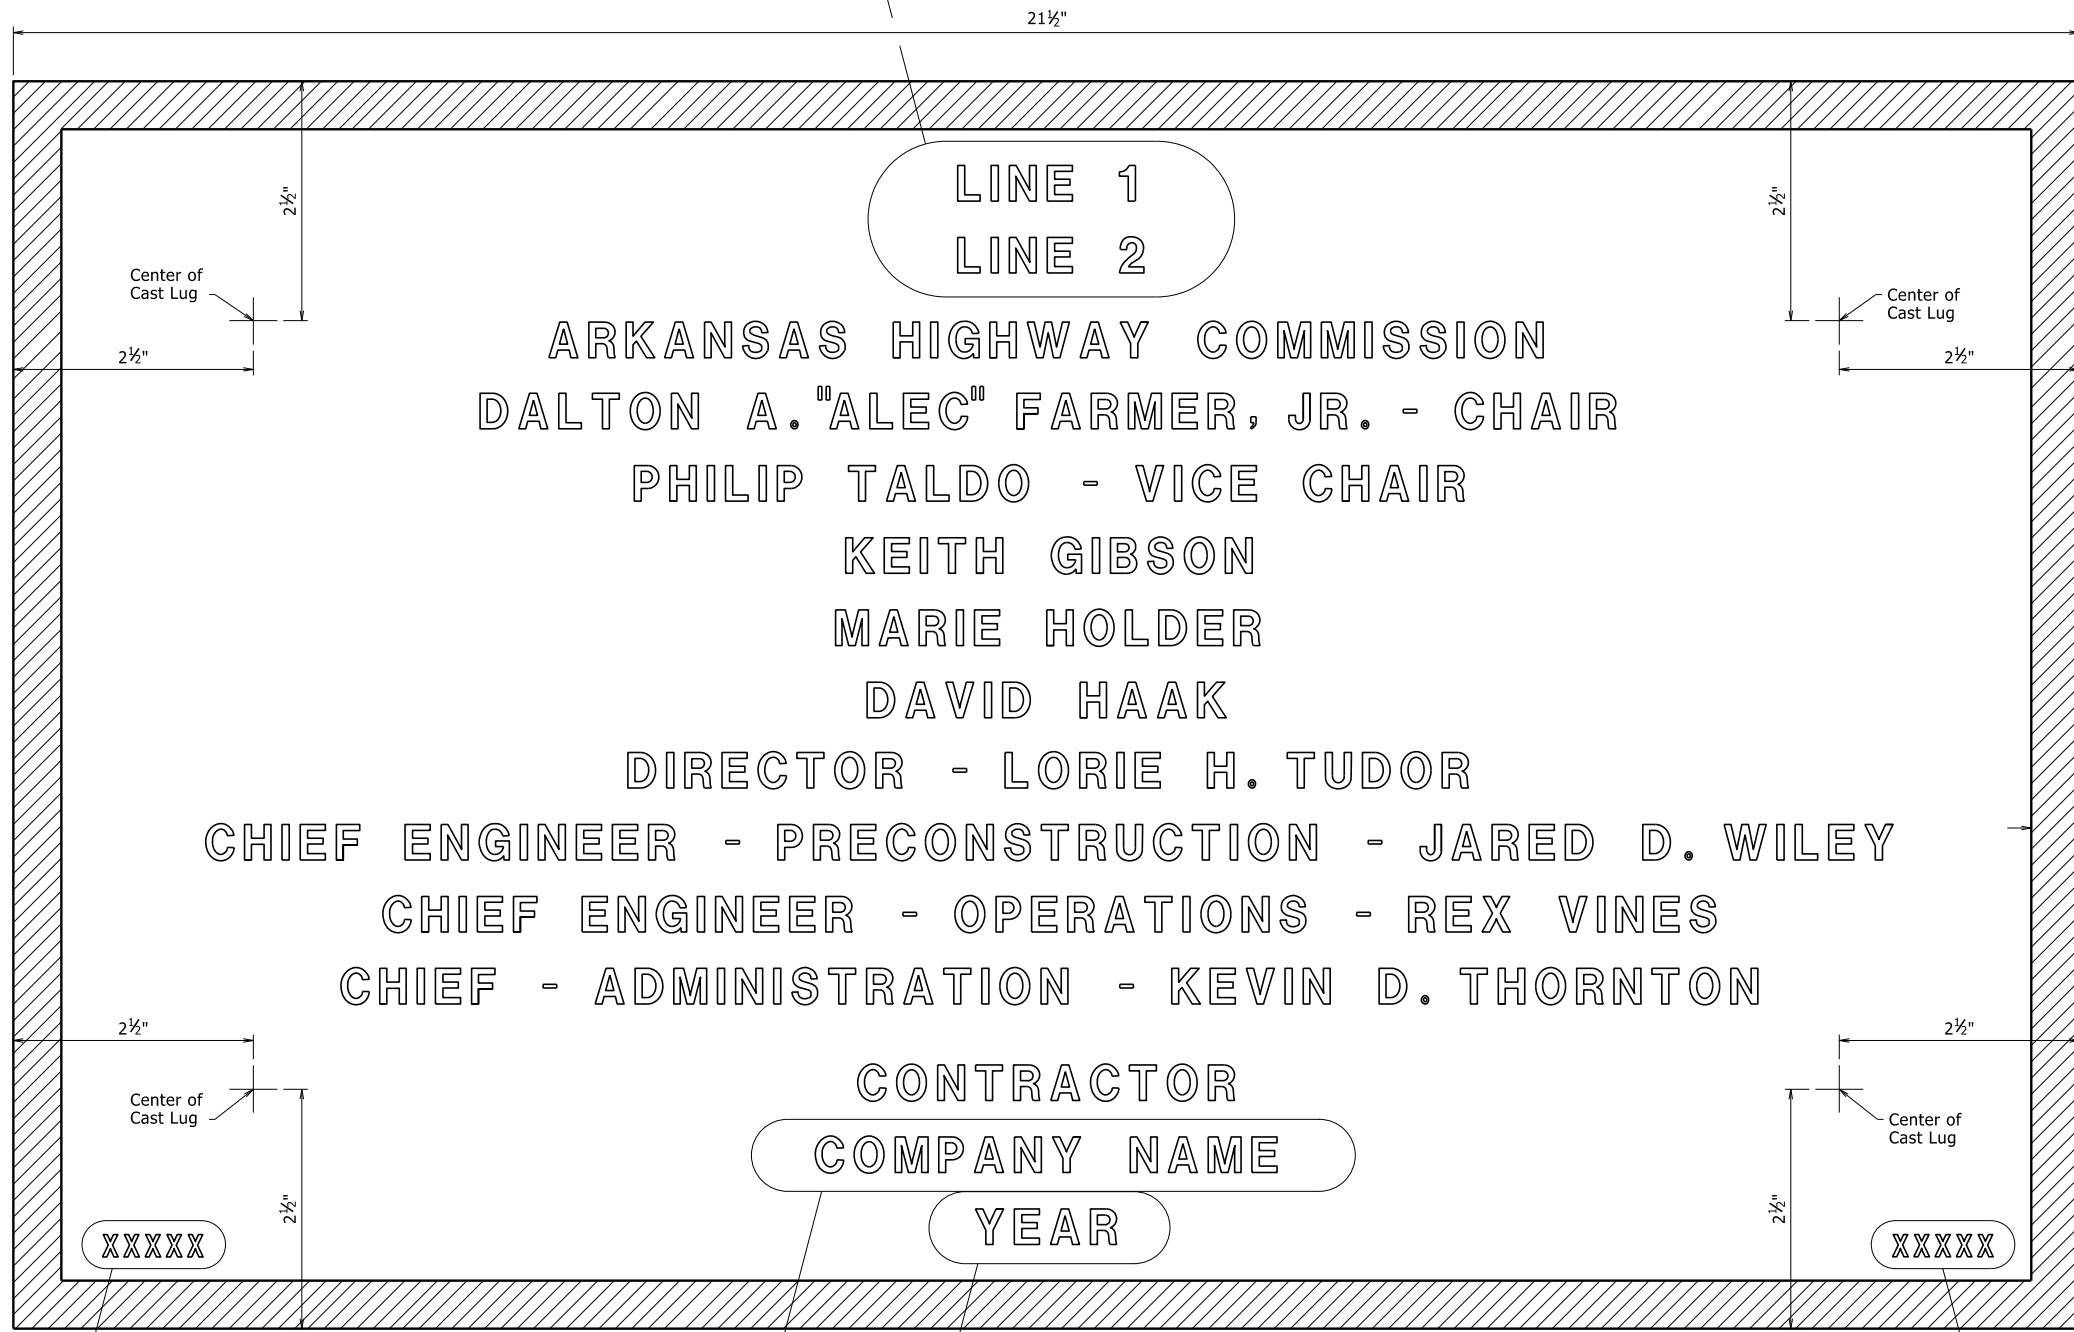 21½"
2½"
2½"
LINE 1
LINE 2
Center of
Cast Lug
Center of
Cast Lug
2½"
2½"
ARKANSAS HIGHWAY COMMISSION
DALTON A. "ALEC" FARMER, JR. - CHAIR
PHILIP TALDO - VICE CHAIR
KEITH GIBSON
MARIE HOLDER
DAVID HAAK
DIRECTOR - LORIE H. TUDOR
CHIEF ENGINEER - PRECONSTRUCTION - JARED D. WILEY
CHIEF ENGINEER - OPERATIONS - REX VINES
CHIEF - ADMINISTRATION - KEVIN D. THORNTON
2½"
2½"
Center of
Cast Lug
Center of
Cast Lug
CONTRACTOR
COMPANY NAME
2½"
2½"
YEAR
XXXXX
XXXXX